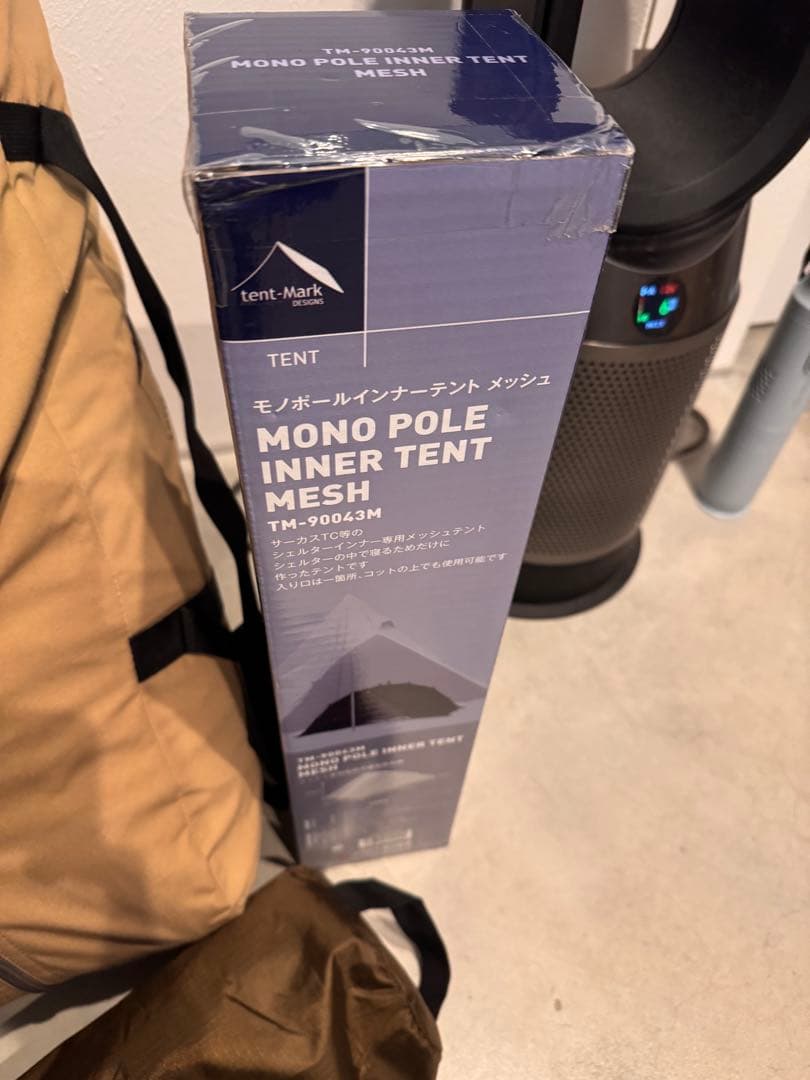 TM-90043M
MONO POLE INNER TENT
MESH
tent-Mark
DESIGNS
TENT
モノポールインナーテント メッシュ
MONO POLE
INNER TENT
MESH
TM-90043M
サーカスTC等の
シェルターインナー専用メッシュテント
シェルターの中で寝るためだけに
作ったテントです
入り口は一箇所、コットの上でも使用可能です
TM-90043M
MONO POLE INNER TENT
MESH